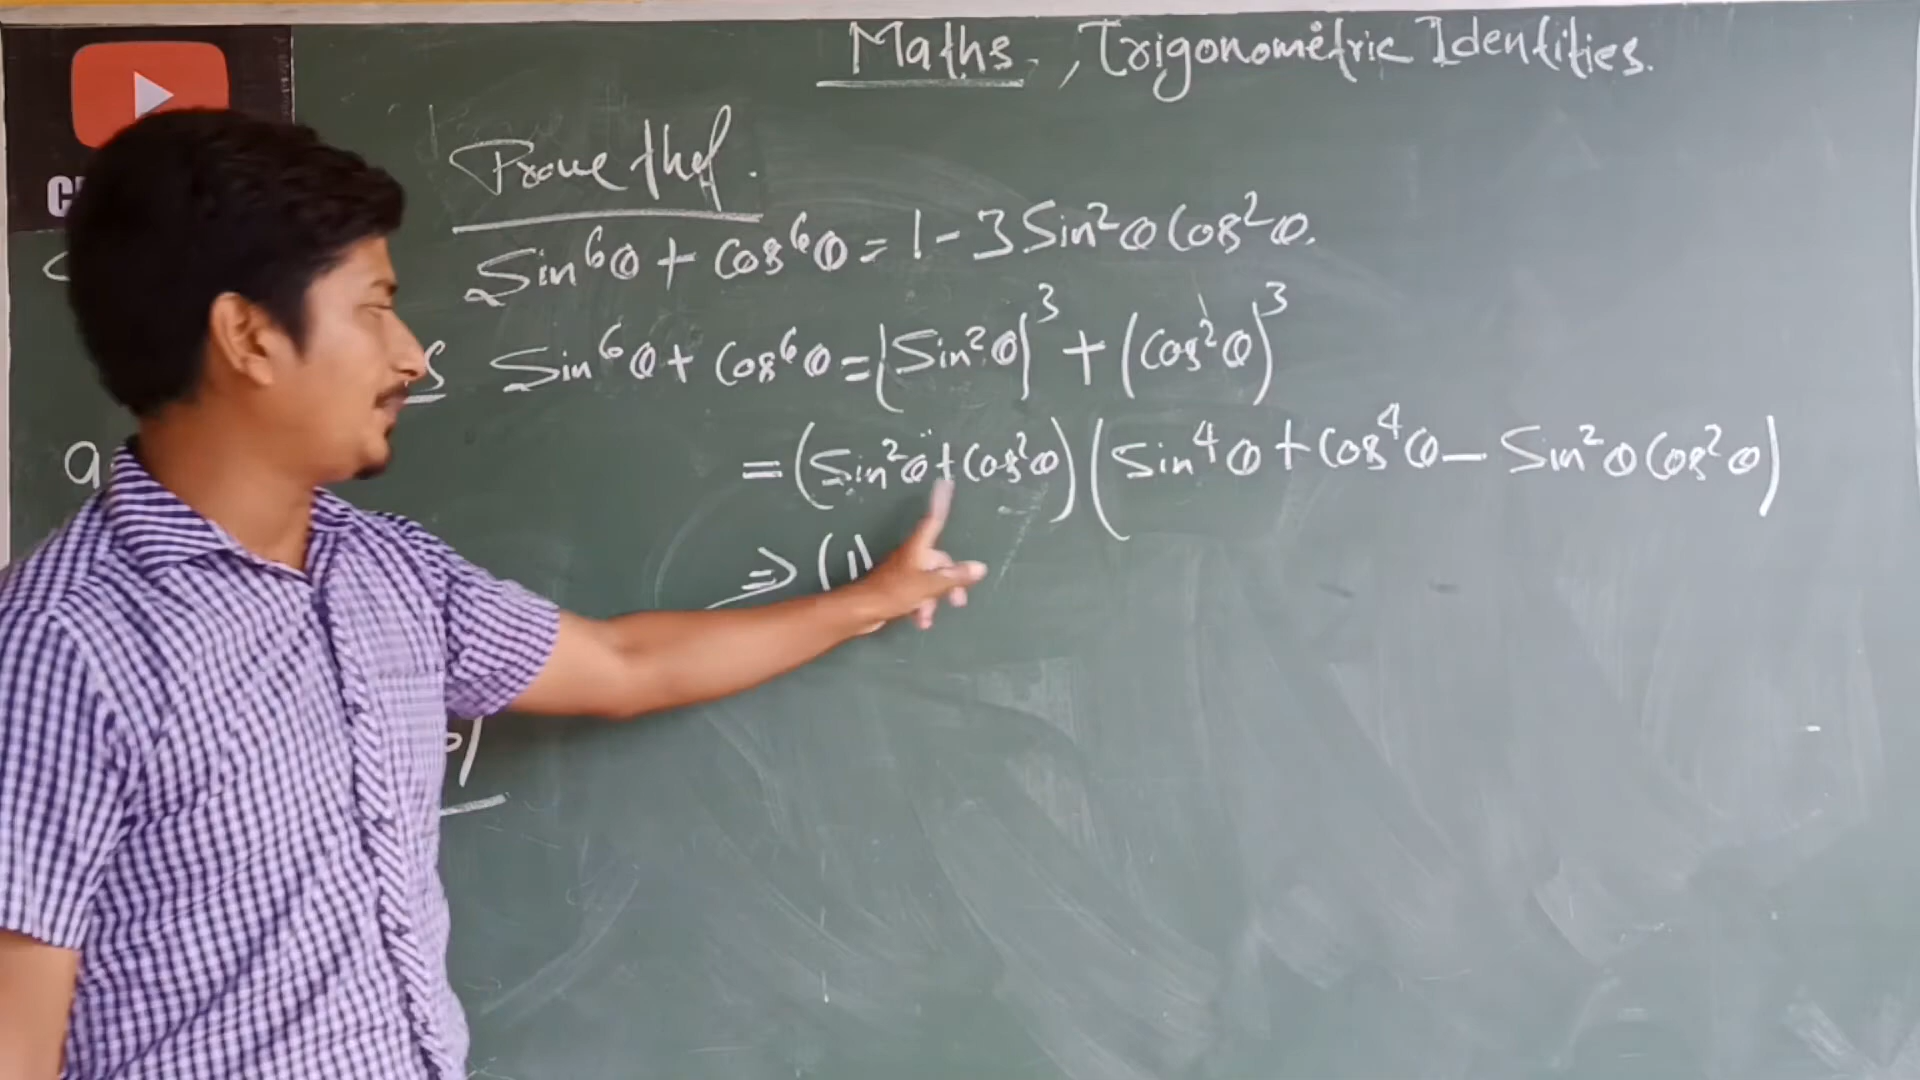 Maths, Trigonometric Identities.
Prove that.
Sin⁶θ + Cos⁶θ = 1 - 3 Sin²θ Cos²θ.
S Sin⁶θ + Cos⁶θ = (Sin²θ)³ + (Cos²θ)³
= (Sin²θ + Cos²θ) (Sin⁴θ + Cos⁴θ - Sin²θ Cos²θ)
⇒ (1)